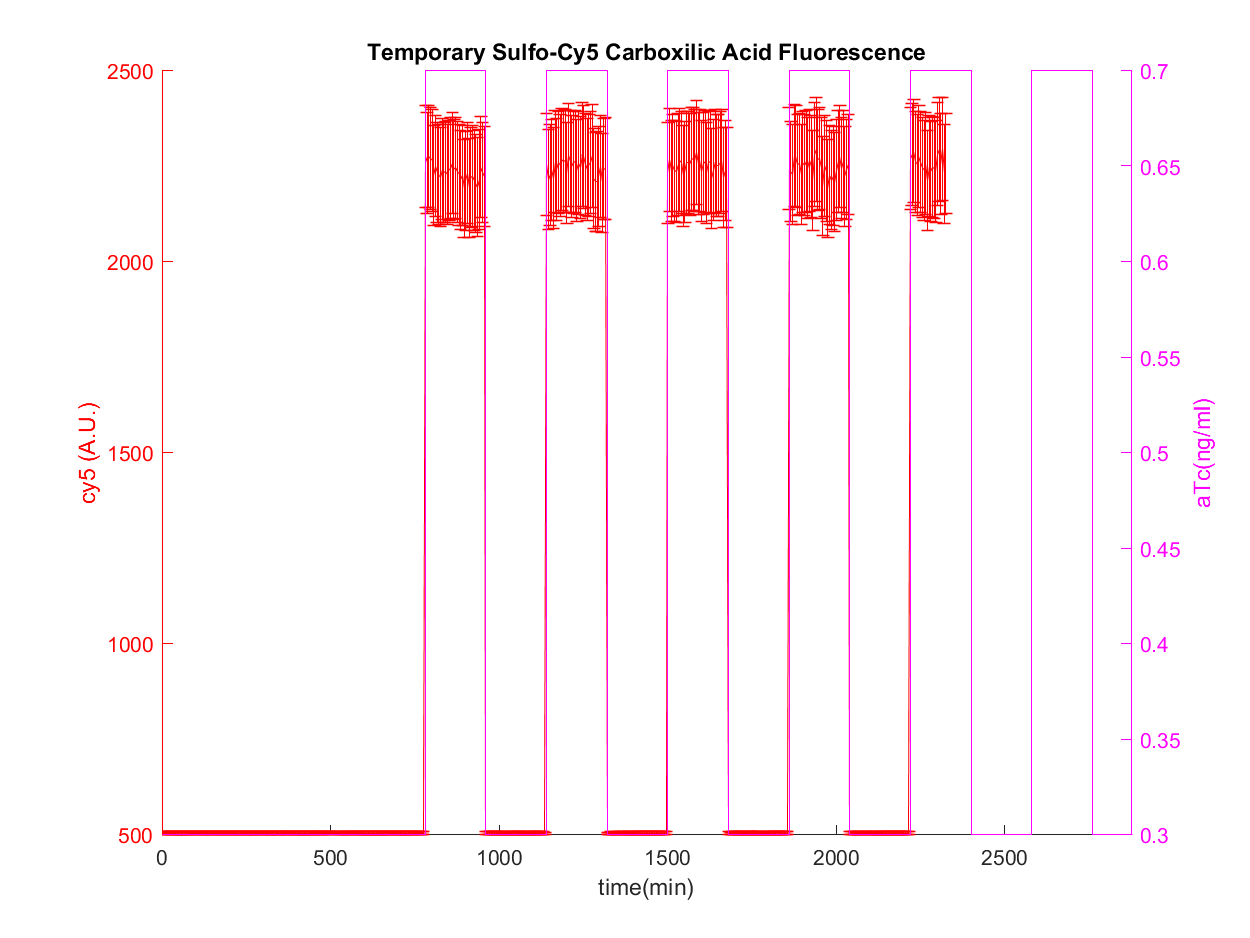 Temporary Sulfo-Cy5 Carboxilic Acid Fluorescence
2500
2000
1500
1000
500
cy5 (A.U.)
0.7
0.65
0.6
0.55
0.5
0.45
0.4
0.35
0.3
aTc(ng/ml)
0 500 1000 1500 2000 2500
time(min)